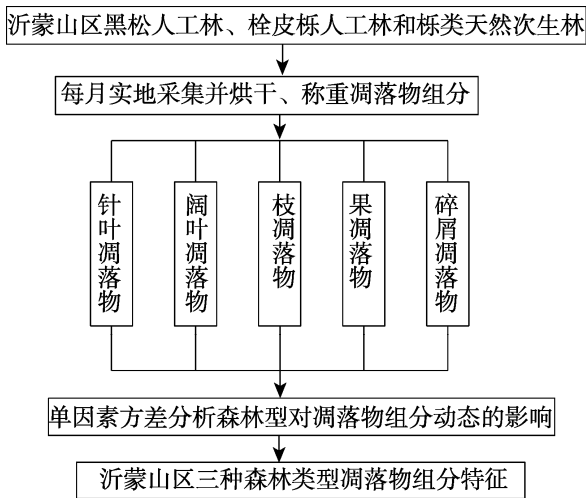 沂蒙山区黑松人工林、栓皮栎人工林和栎类天然次生林
每月实地采集并烘干、称重凋落物组分
针叶凋落物
阔叶凋落物
枝凋落物
果凋落物
碎屑凋落物
单因素方差分析森林型对凋落物组分动态的影响
沂蒙山区三种森林类型凋落物组分特征